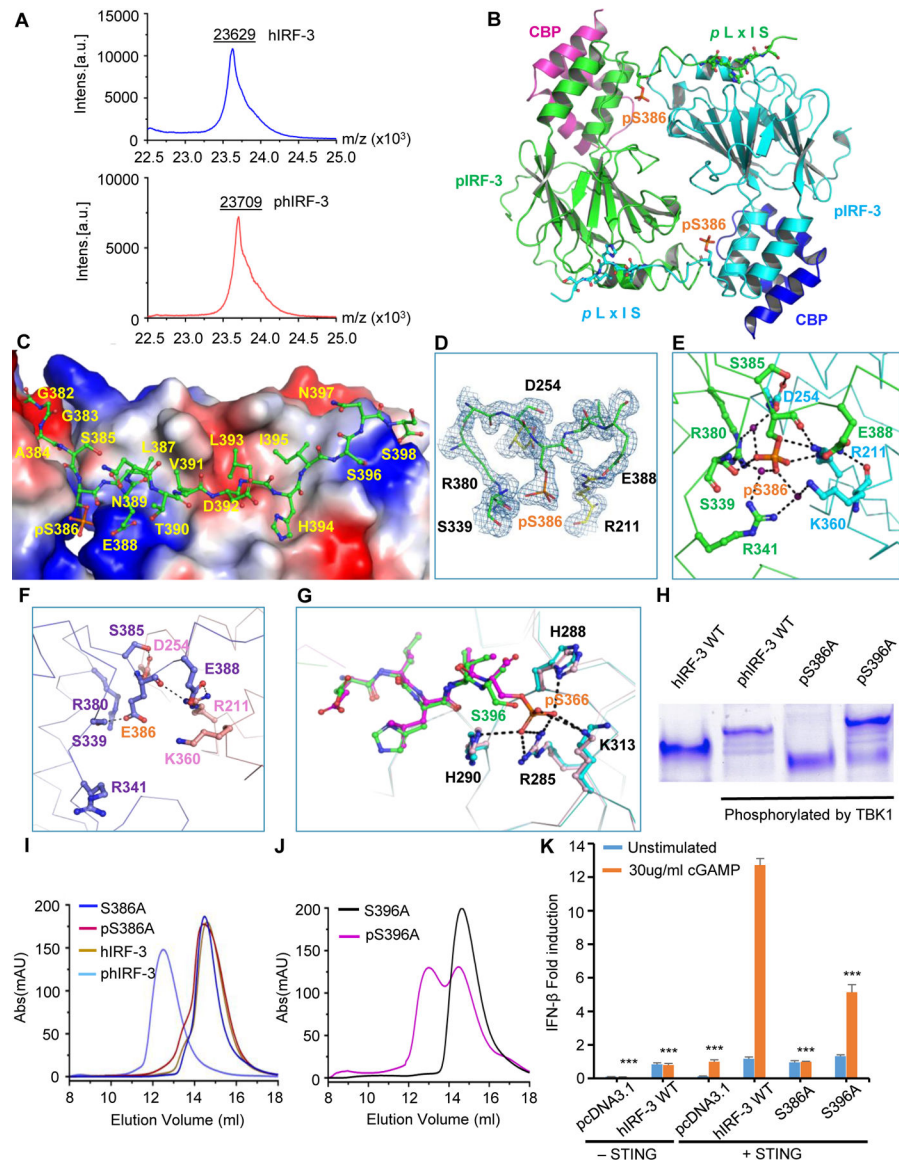 A
23629 hIRF-3
15000
10000
5000
0
Intens.[a.u.]
22.5 23.0 23.5 24.0 24.5 25.0
m/z (x10³)
23709 phIRF-3
10000
5000
0
Intens.[a.u.]
22.5 23.0 23.5 24.0 24.5 25.0
m/z (x10³)
B
CBP
p L x I S
pS386
pIRF-3
pIRF-3
pS386
p L x I S
CBP
C
G382
G383
A384
S385
pS386
L387
E388
N389
T390
V391
D392
L393
H394
I395
S396
N397
S398
D
D254
R380
E388
S339
pS386
R211
E
S385
D254
R380
E388
R211
pS386
S339
K360
R341
F
S385
D254
E388
R380
R211
S339
E386
K360
R341
G
H288
pS366
S396
K313
H290
R285
H
hIRF-3 WT
phIRF-3 WT
pS386A
pS396A
Phosphorylated by TBK1
I
S386A
pS386A
hIRF-3
phIRF-3
200
150
100
50
0
Abs(mAU)
8 10 12 14 16 18
Elution Volume (ml)
J
S396A
pS396A
200
150
100
50
0
Abs(mAU)
8 10 12 14 16 18
Elution Volume (ml)
K
Unstimulated
30ug/ml cGAMP
14
12
10
8
6
4
2
0
IFN-β Fold induction
*** *** *** *** ***
pcDNA3.1
hIRF-3 WT
pcDNA3.1
hIRF-3 WT
S386A
S396A
– STING
+ STING